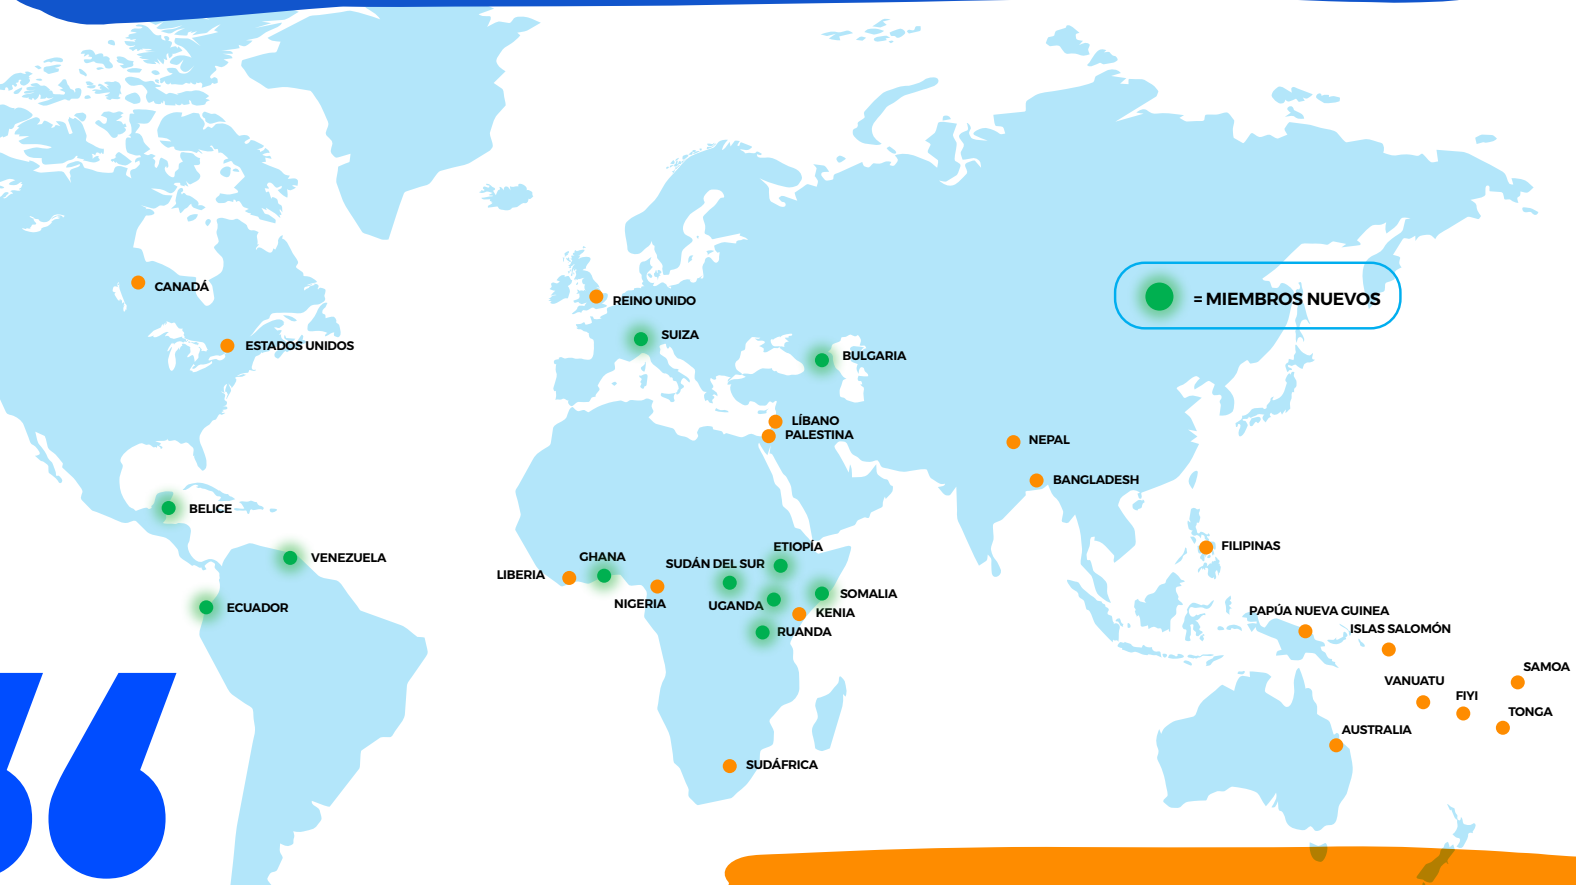 CANADÁ
REINO UNIDO
= MIEMBROS NUEVOS
SUIZA
ESTADOS UNIDOS
BULGARIA
LÍBANO
PALESTINA
NEPAL
BANGLADESH
BELICE
VENEZUELA
ECUADOR
ETIOPÍA
GHANA
SUDÁN DEL SUR
LIBERIA
NIGERIA
UGANDA
SOMALIA
KENIA
RUANDA
FILIPINAS
PAPÚA NUEVA GUINEA
ISLAS SALOMÓN
SAMOA
VANUATU
FIYI
TONGA
AUSTRALIA
SUDÁFRICA
“